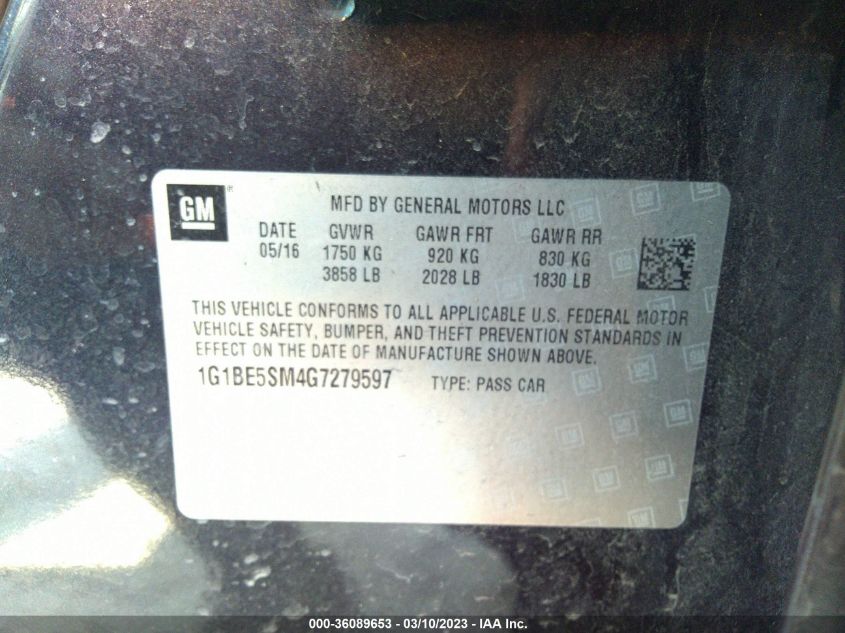 GM
MFD BY GENERAL MOTORS LLC
DATE GVWR GAWR FRT GAWR RR
05/16 1750 KG 920 KG 830 KG
3858 LB 2028 LB 1830 LB
THIS VEHICLE CONFORMS TO ALL APPLICABLE U.S. FEDERAL MOTOR
VEHICLE SAFETY, BUMPER, AND THEFT PREVENTION STANDARDS IN
EFFECT ON THE DATE OF MANUFACTURE SHOWN ABOVE.
1G1BE5SM4G7279597 TYPE: PASS CAR
000-36089653 - 03/10/2023 - IAA Inc.